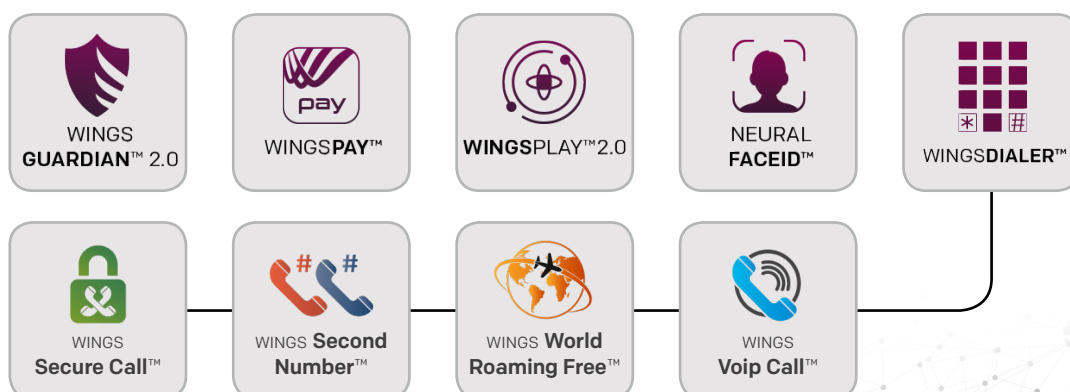 WINGS
GUARDIAN™ 2.0
pay
WINGSPAY™
WINGSPLAY™2.0
NEURAL
FACEID™
* #
WINGSDIALER™
WINGS
Secure Call™
# #
WINGS Second
Number™
WINGS World
Roaming Free™
WINGS
Voip Call™